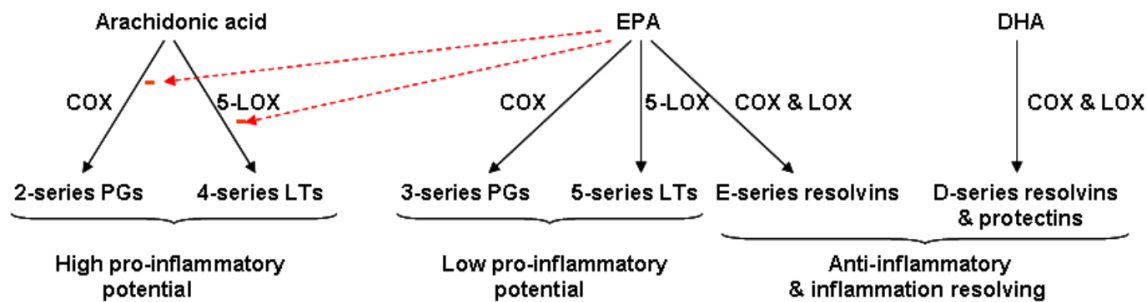 Arachidonic acid EPA DHA
COX 5-LOX COX 5-LOX COX & LOX COX & LOX
2-series PGs 4-series LTs 3-series PGs 5-series LTs E-series resolvins D-series resolvins
& protectins
High pro-inflammatory Low pro-inflammatory Anti-inflammatory
potential potential & inflammation resolving